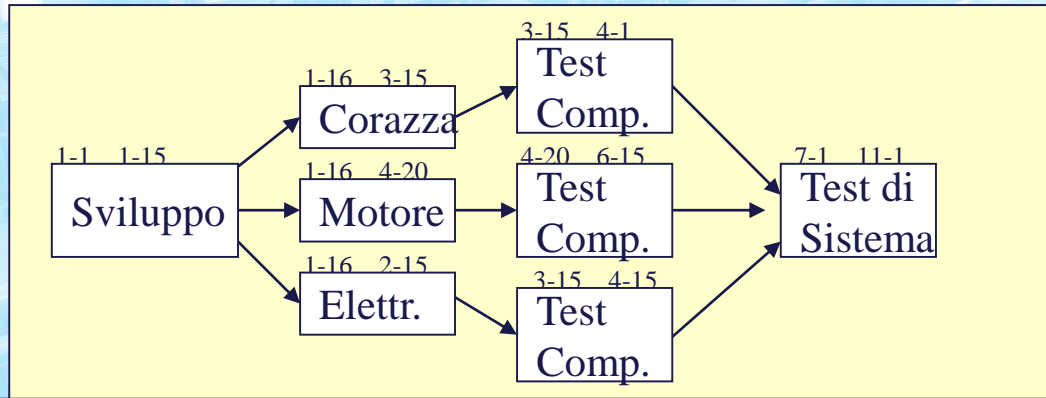 3-15 4-1
Test
Comp.
1-16 3-15
Corazza
1-1 1-15
Sviluppo
1-16 4-20
Motore
4-20 6-15
Test
Comp.
7-1 11-1
Test di
Sistema
1-16 2-15
Elettr.
3-15 4-15
Test
Comp.